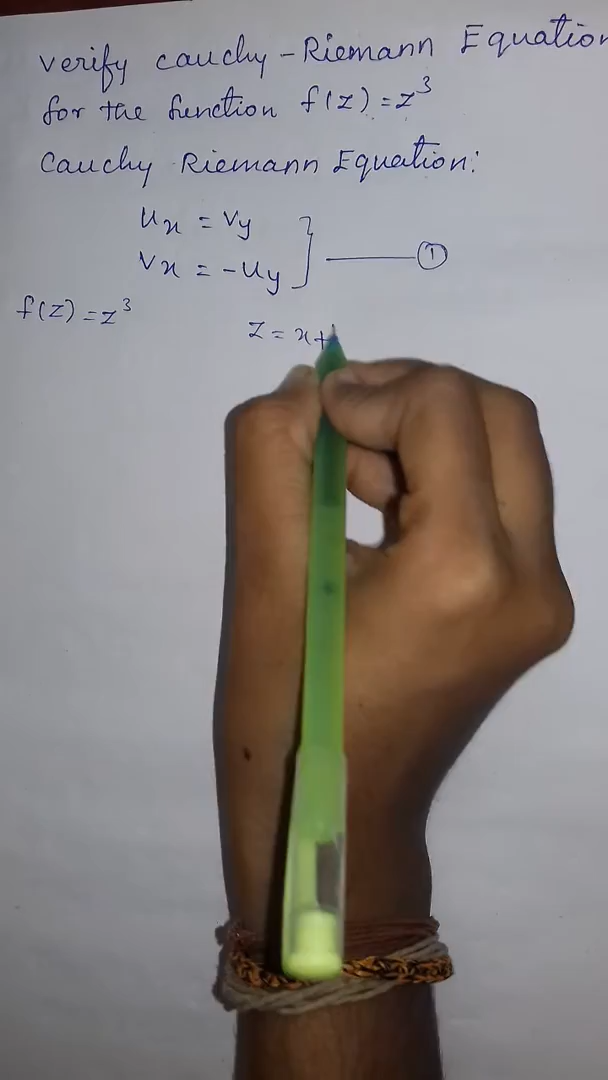 Verify cauchy-Riemann Equation
for the function f(z) = z³
Cauchy Riemann Equation:
ux = vy
vx = -uy } —— ①
f(z) = z³
z = x+